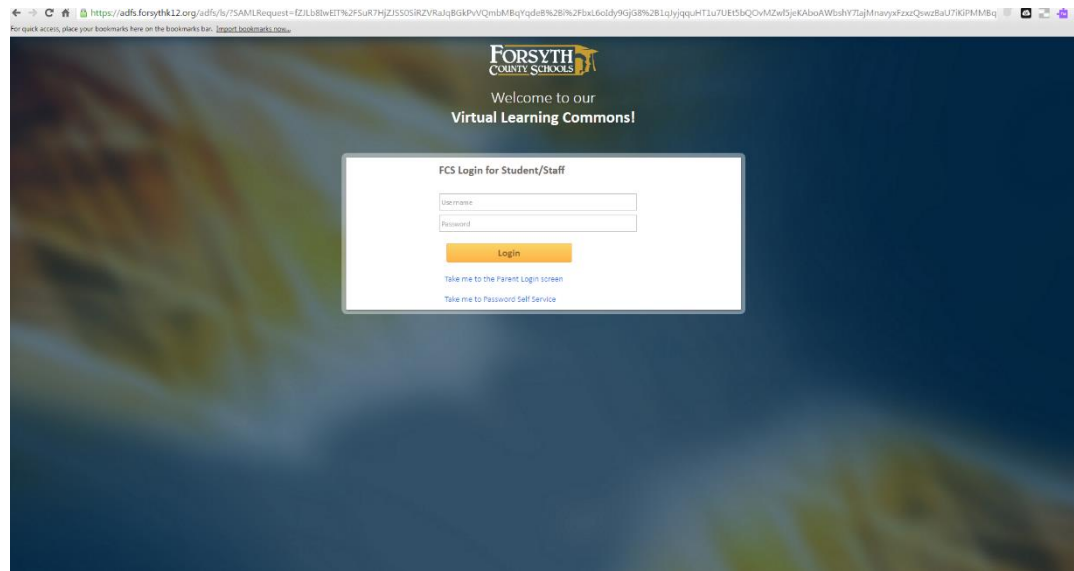 For quick access, place your bookmarks here on the bookmarks bar. Import bookmarks now...
FORSYTH
COUNTY SCHOOLS
Welcome to our
Virtual Learning Commons!
FCS Login for Student/Staff
Username
Password
Login
Take me to the Parent Login screen
Take me to Password Self Service